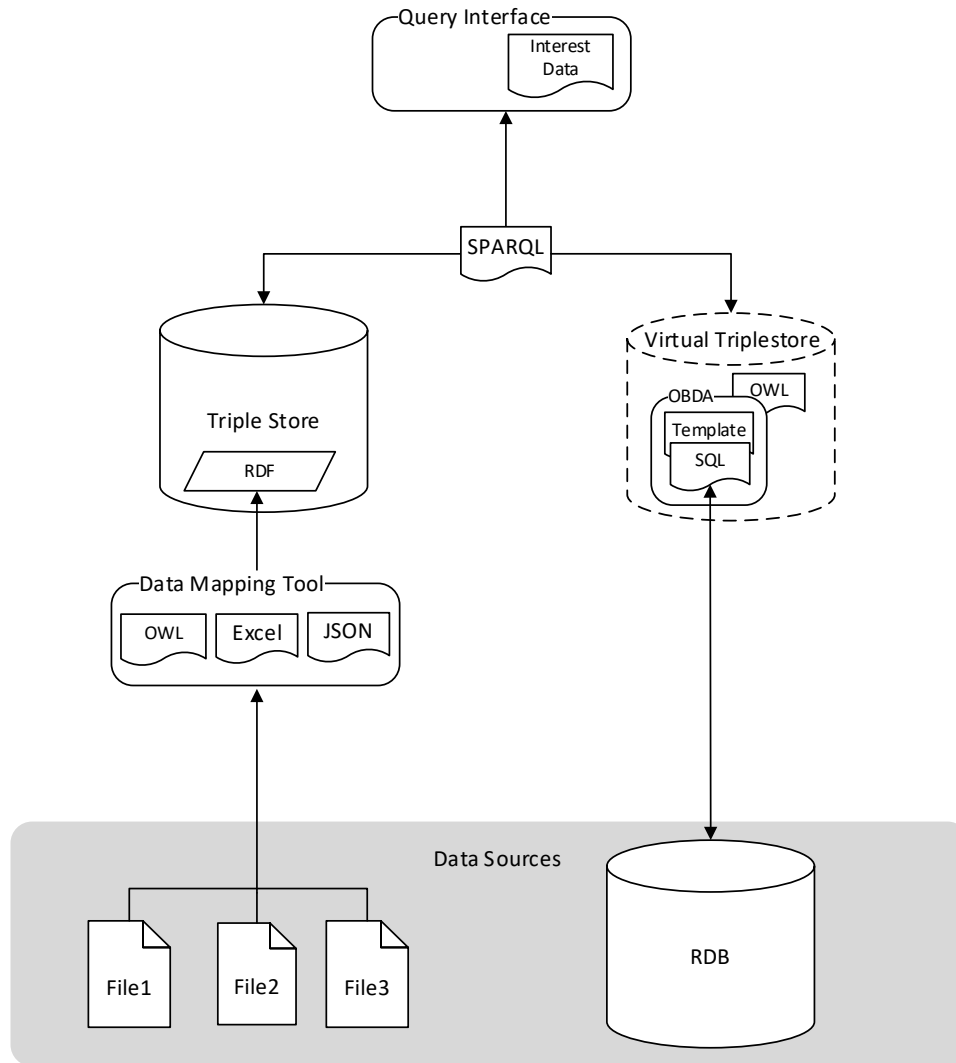 Query Interface
Interest
Data
SPARQL
Virtual Triplestore
OWL
OBDA
Template
SQL
Triple Store
RDF
Data Mapping Tool
OWL
Excel
JSON
Data Sources
File1
File2
File3
RDB